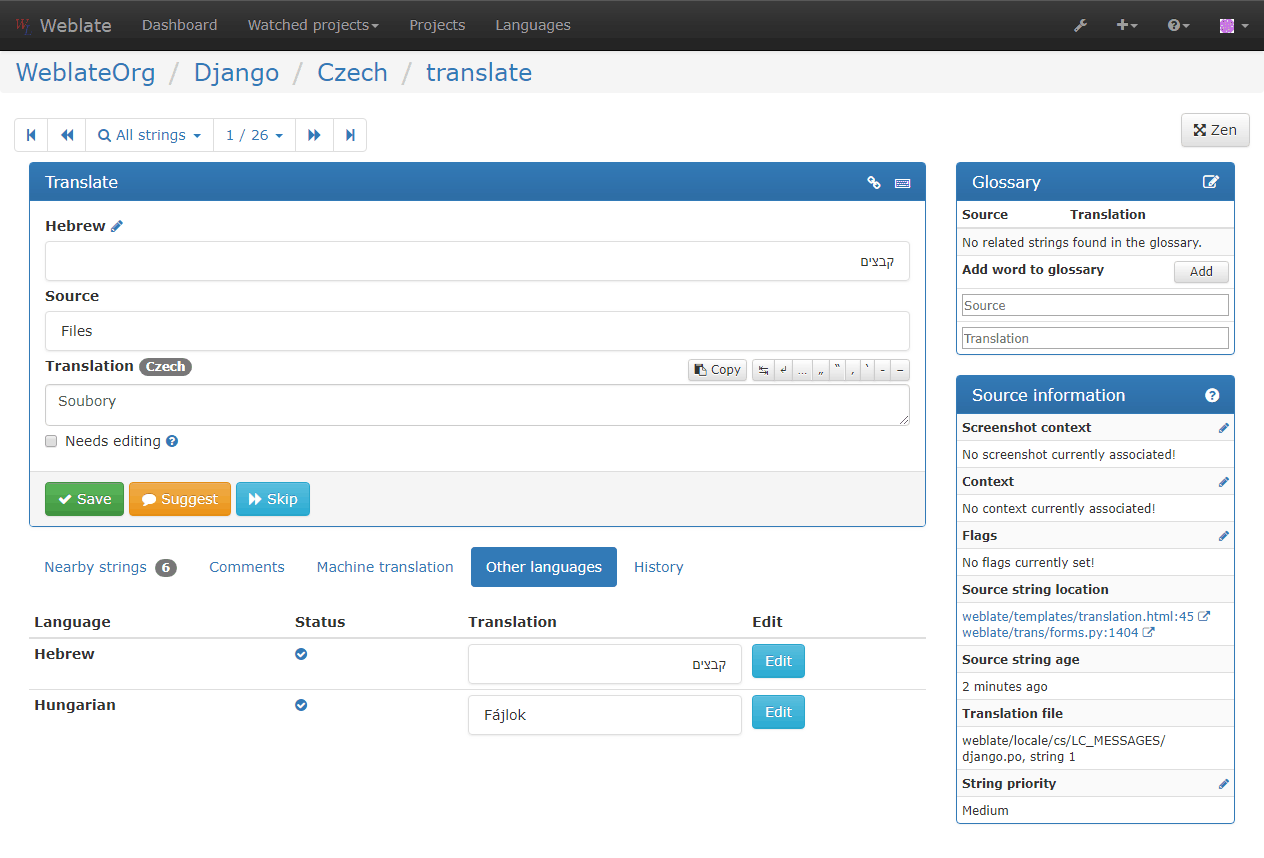 Weblate Dashboard Watched projects Projects Languages
WeblateOrg / Django / Czech / translate
All strings 1 / 26 Zen
Translate
Hebrew
קבצים
Source
Files
Translation Czech Copy ↹ ↵ … „ “ ‚ ‘ - –
Soubory
Needs editing
Save Suggest Skip
Nearby strings 6 Comments Machine translation Other languages History
Language Status Translation Edit
Hebrew קבצים Edit
Hungarian Fájlok Edit
Glossary
Source Translation
No related strings found in the glossary.
Add word to glossary Add
Source
Translation
Source information
Screenshot context
No screenshot currently associated!
Context
No context currently associated!
Flags
No flags currently set!
Source string location
weblate/templates/translation.html:45
weblate/trans/forms.py:1404
Source string age
2 minutes ago
Translation file
weblate/locale/cs/LC_MESSAGES/
django.po, string 1
String priority
Medium